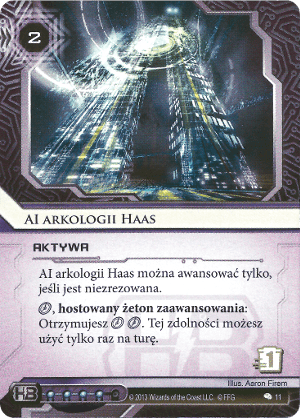 2
AI arkologii Haas
AKTYWA
AI arkologii Haas można awansować tylko,
jeśli jest niezrezowana.
, hostowany żeton zaawansowania:
Otrzymujesz . Tej zdolności możesz
użyć tylko raz na turę.
1
Illus. Aaron Firem
HB
© 2013 Wizards of the Coast LLC. © FFG
11